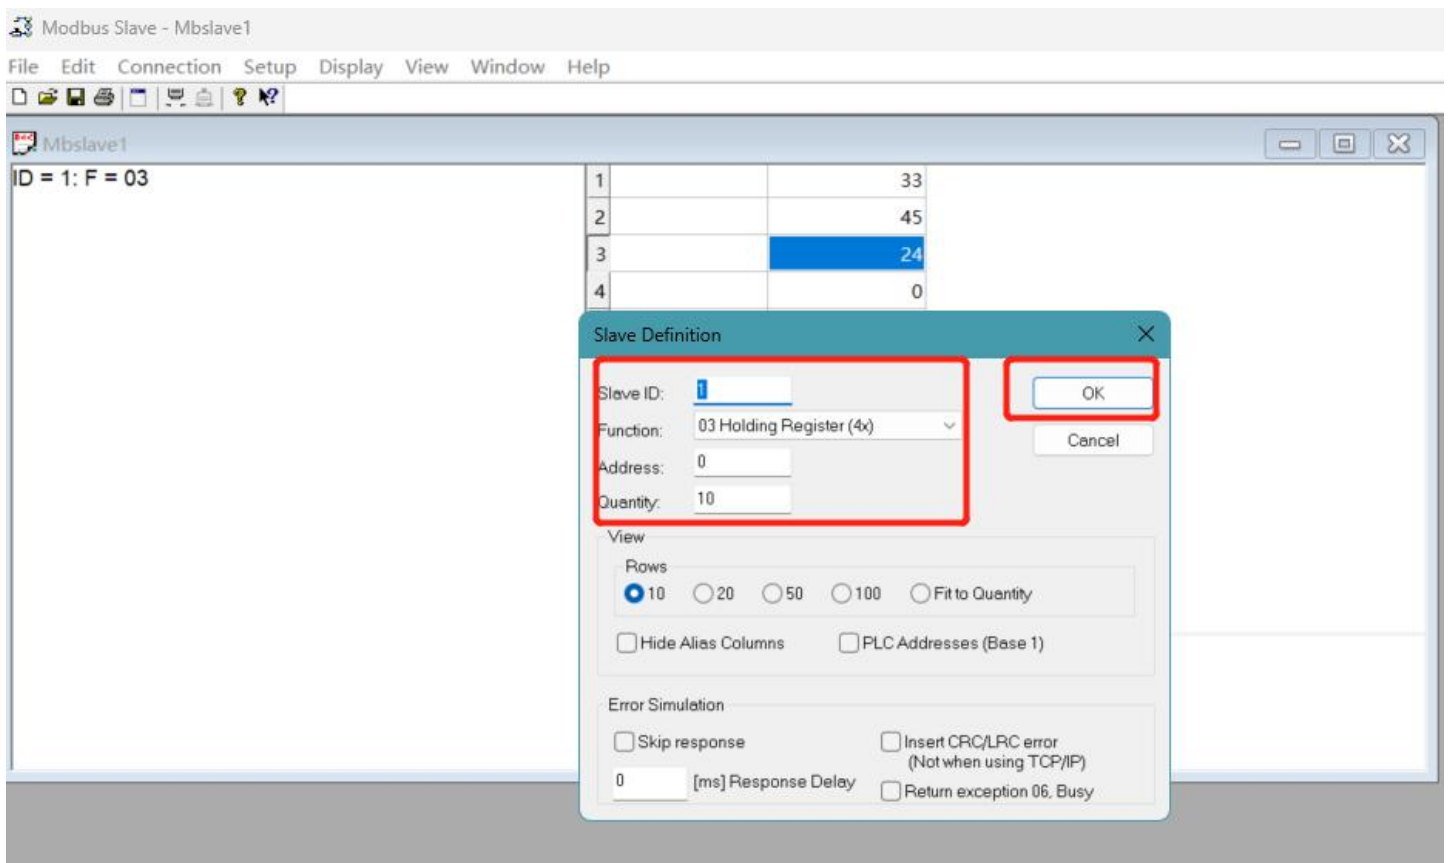 Modbus Slave - Mbslave1
File Edit Connection Setup Display View Window Help
Mbslave1
ID = 1: F = 03
1 33
2 45
3 24
4 0
Slave Definition
Slave ID: 1
OK
Function: 03 Holding Register (4x)
Cancel
Address: 0
Quantity: 10
View
Rows
10 20 50 100 Fit to Quantity
Hide Alias Columns PLC Addresses (Base 1)
Error Simulation
Skip response Insert CRC/LRC error
(Not when using TCP/IP)
0 [ms] Response Delay
Return exception 06, Busy